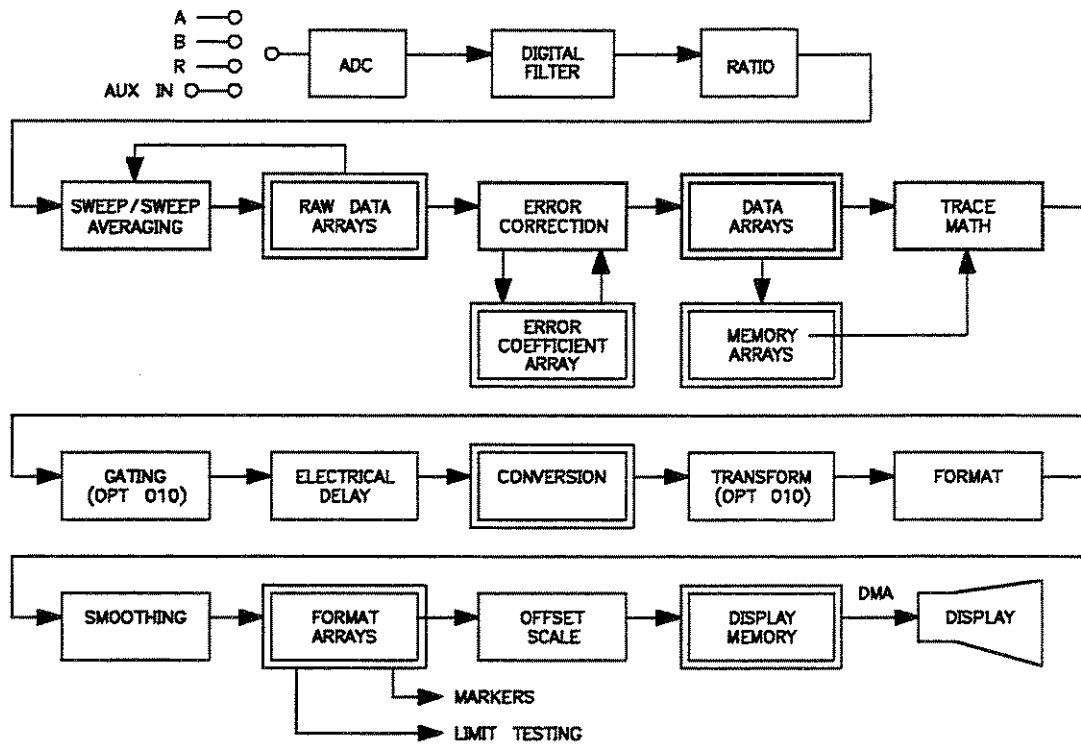 A
B
R
AUX IN
ADC
DIGITAL
FILTER
RATIO
SWEEP/SWEEP
AVERAGING
RAW DATA
ARRAYS
ERROR
CORRECTION
DATA
ARRAYS
TRACE
MATH
ERROR
COEFFICIENT
ARRAY
MEMORY
ARRAYS
GATING
(OPT 010)
ELECTRICAL
DELAY
CONVERSION
TRANSFORM
(OPT 010)
FORMAT
SMOOTHING
FORMAT
ARRAYS
OFFSET
SCALE
DISPLAY
MEMORY
DMA
DISPLAY
MARKERS
LIMIT TESTING